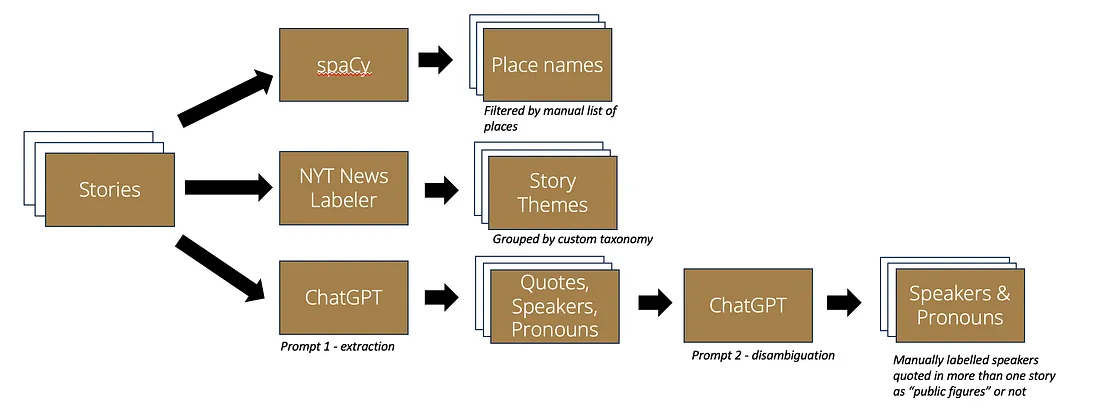 spaCy
Place names
Filtered by manual list of
places
Stories
NYT News
Labeler
Story
Themes
Grouped by custom taxonomy
ChatGPT
Prompt 1 - extraction
Quotes,
Speakers,
Pronouns
ChatGPT
Prompt 2 - disambiguation
Speakers &
Pronouns
Manually labelled speakers
quoted in more than one story
as “public figures” or not